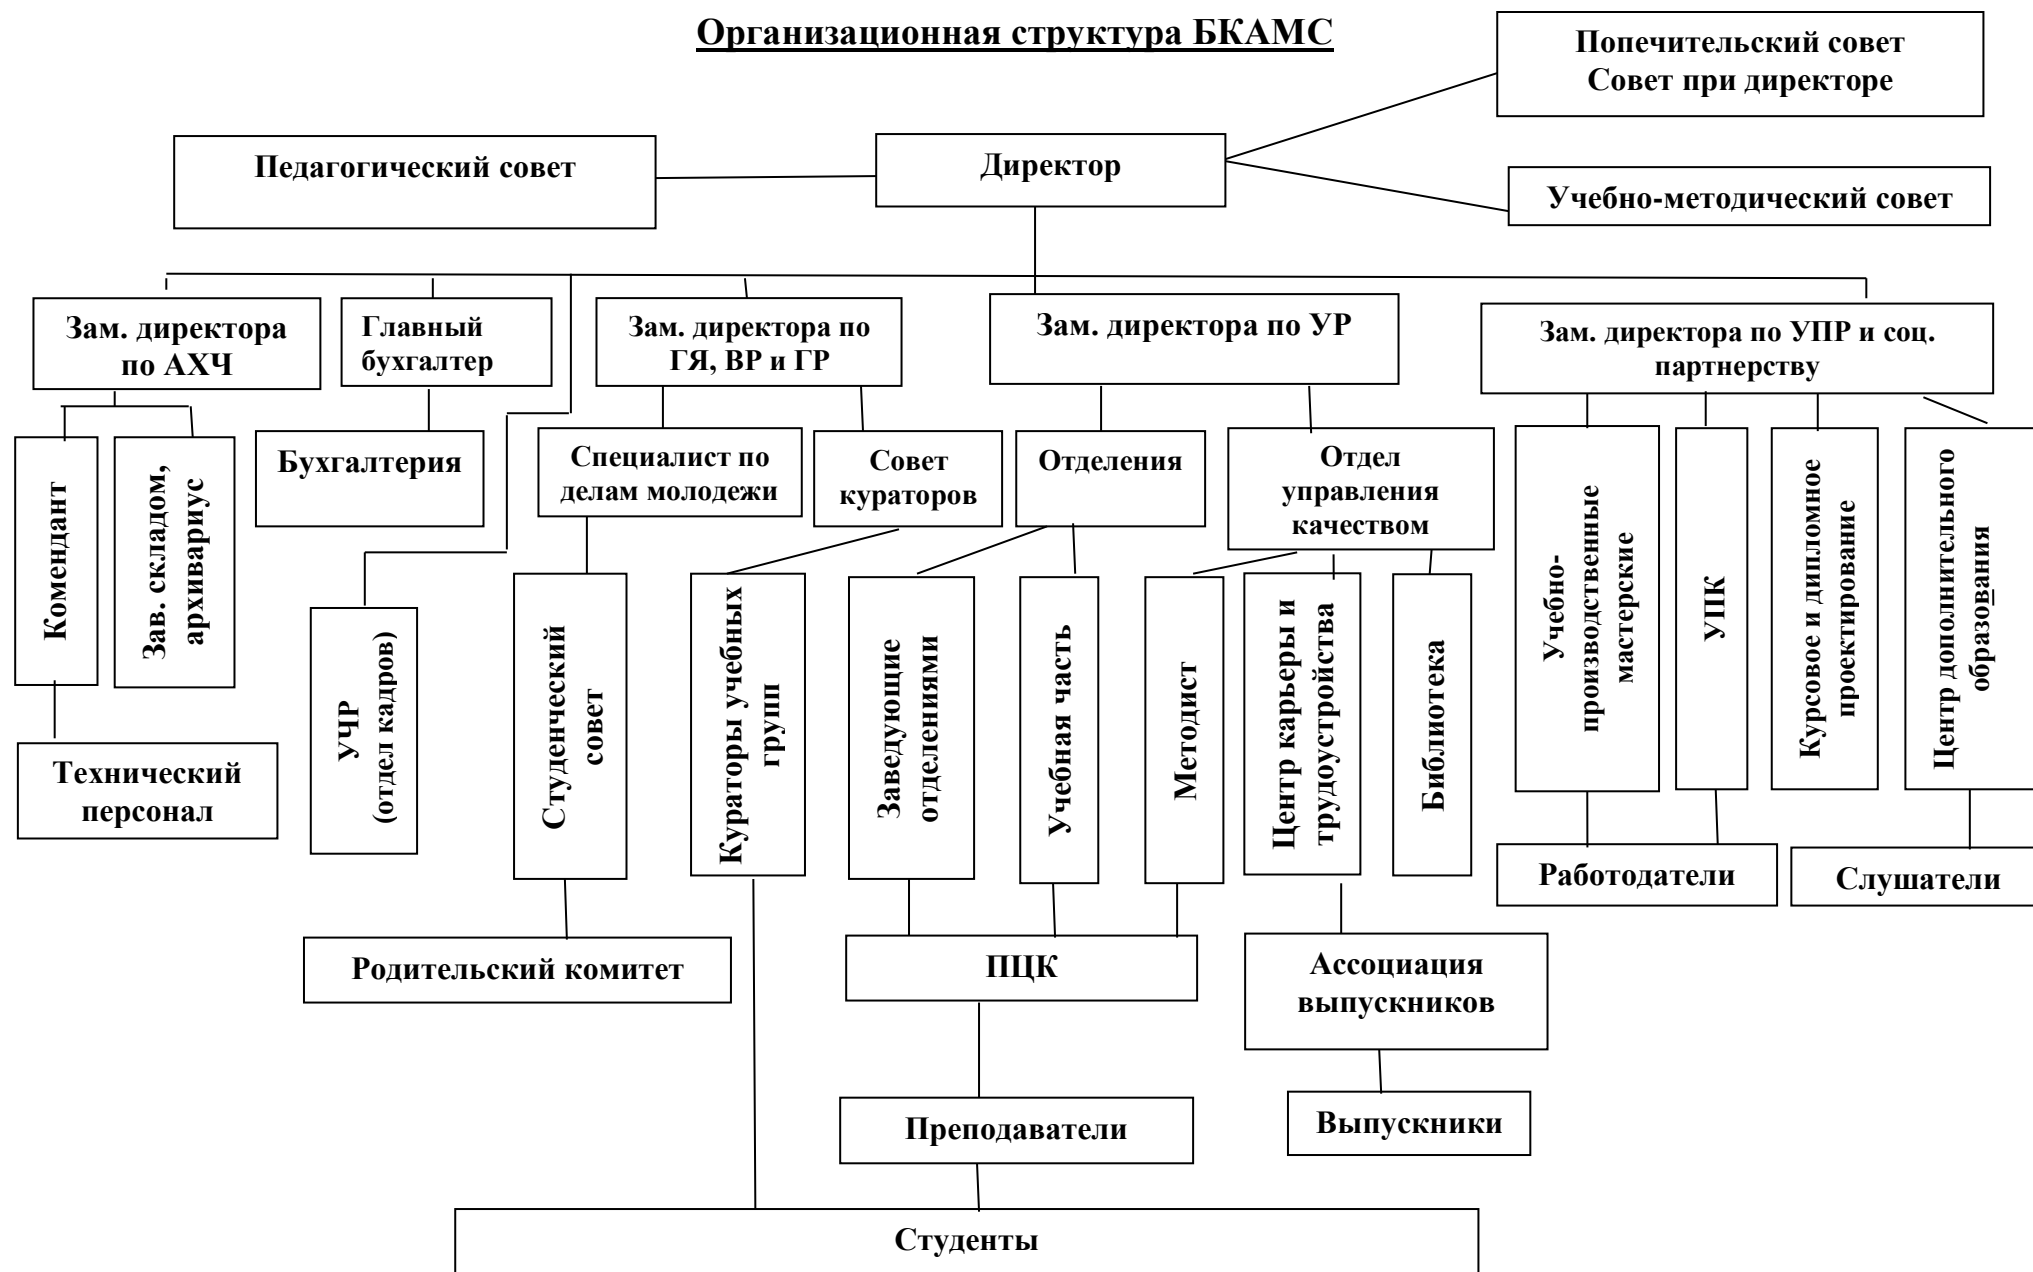 Организационная структура БКАМС
Попечительский совет
Совет при директоре
Педагогический совет
Директор
Учебно-методический совет
Зам. директора
по АХЧ
Главный
бухгалтер
Зам. директора по
ГЯ, ВР и ГР
Зам. директора по УР
Зам. директора по УПР и соц.
партнерству
Комендант
Зав. складом,
архивариус
Бухгалтерия
Специалист по
делам молодежи
Совет
кураторов
Отделения
Отдел
управления
качеством
Учебно-
производственные
мастерские
УПК
Курсовое и дипломное
проектирование
Центр дополнительного
образования
Технический
персонал
УЧР
(отдел кадров)
Студенческий
совет
Кураторы учебных
групп
Заведующие
отделениями
Учебная часть
Методист
Центр карьеры и
трудоустройства
Библиотека
Работодатели
Слушатели
Родительский комитет
ПЦК
Ассоциация
выпускников
Преподаватели
Выпускники
Студенты